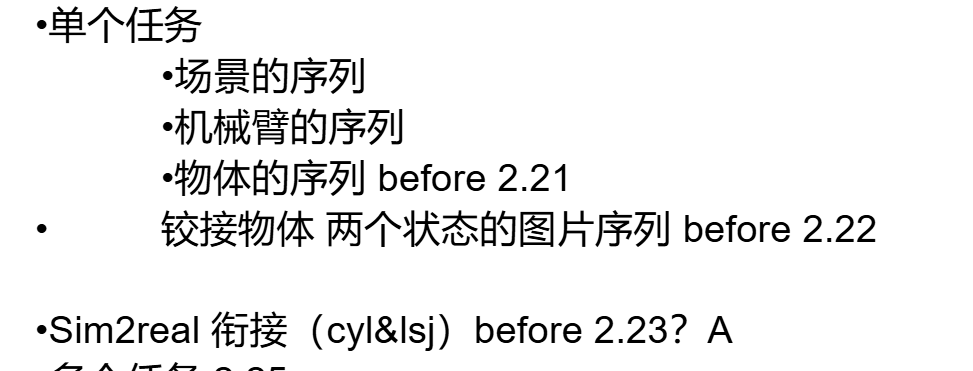 •单个任务
•场景的序列
•机械臂的序列
•物体的序列 before 2.21
• 铰接物体 两个状态的图片序列 before 2.22
•Sim2real 衔接（cyl&lsj）before 2.23？A